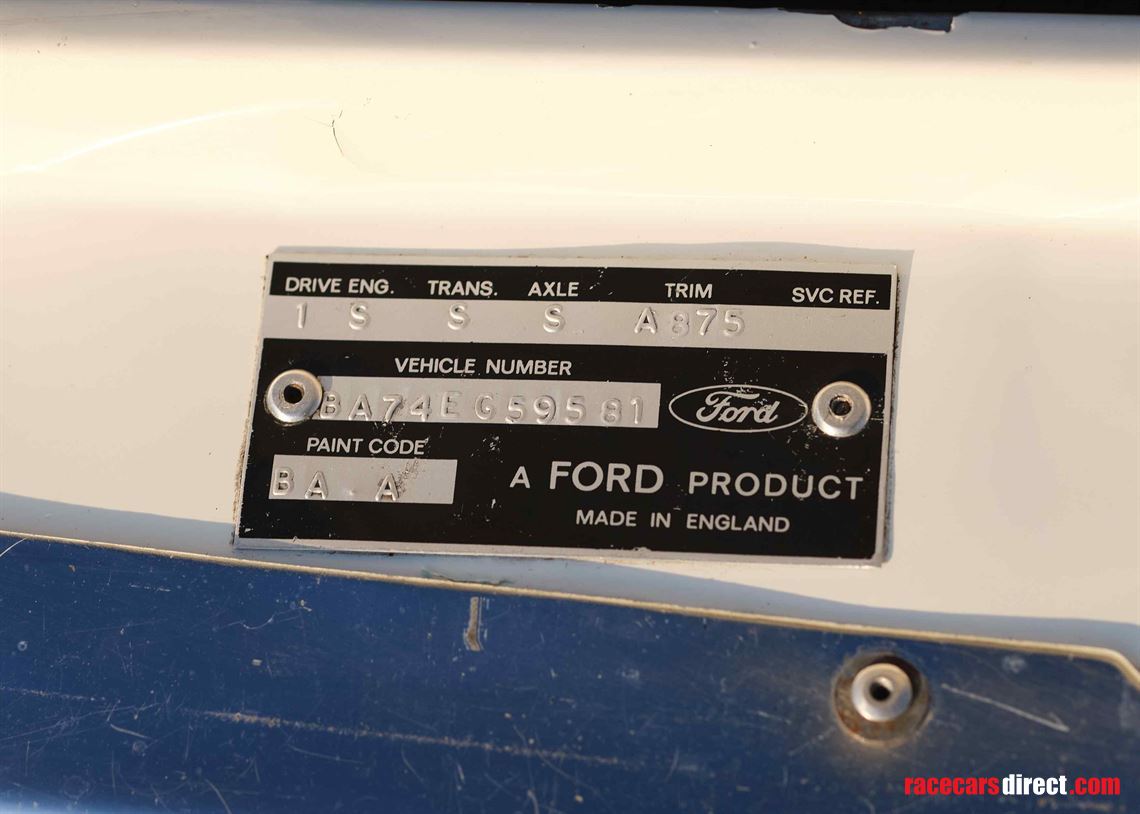 DRIVE ENG. TRANS. AXLE TRIM SVC REF.
1 S S S A875
VEHICLE NUMBER
BA74EG59581
Ford
PAINT CODE
BA A
A FORD PRODUCT
MADE IN ENGLAND
racecarsdirect.com